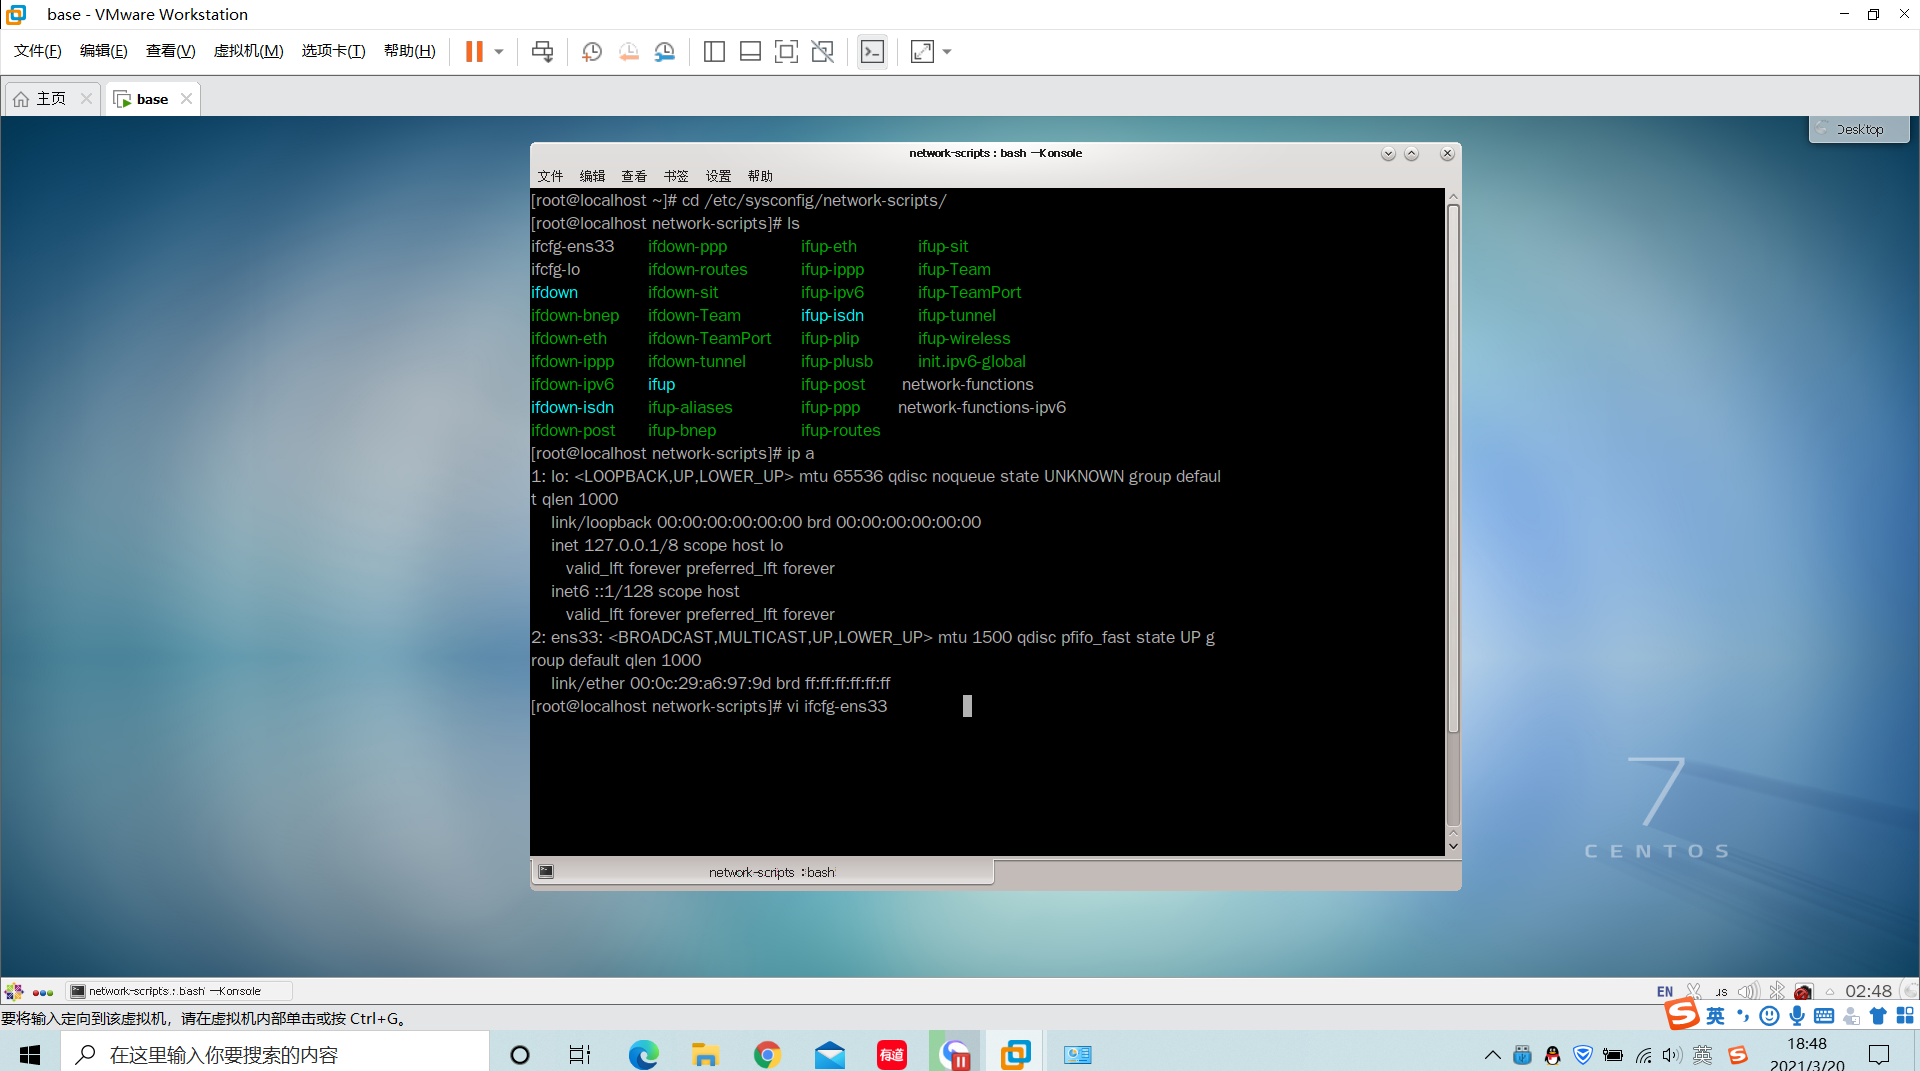 base - VMware Workstation
文件(F) 编辑(E) 查看(V) 虚拟机(M) 选项卡(T) 帮助(H)
主页 base
Desktop
network-scripts : bash — Konsole
文件 编辑 查看 书签 设置 帮助
[root@localhost ~]# cd /etc/sysconfig/network-scripts/
[root@localhost network-scripts]# ls
ifcfg-ens33 ifdown-ppp ifup-eth ifup-sit
ifcfg-lo ifdown-routes ifup-ippp ifup-Team
ifdown ifdown-sit ifup-ipv6 ifup-TeamPort
ifdown-bnep ifdown-Team ifup-isdn ifup-tunnel
ifdown-eth ifdown-TeamPort ifup-plip ifup-wireless
ifdown-ippp ifdown-tunnel ifup-plusb init.ipv6-global
ifdown-ipv6 ifup ifup-post network-functions
ifdown-isdn ifup-aliases ifup-ppp network-functions-ipv6
ifdown-post ifup-bnep ifup-routes
[root@localhost network-scripts]# ip a
1: lo: <LOOPBACK,UP,LOWER_UP> mtu 65536 qdisc noqueue state UNKNOWN group defaul
t qlen 1000
link/loopback 00:00:00:00:00:00 brd 00:00:00:00:00:00
inet 127.0.0.1/8 scope host lo
valid_lft forever preferred_lft forever
inet6 ::1/128 scope host
valid_lft forever preferred_lft forever
2: ens33: <BROADCAST,MULTICAST,UP,LOWER_UP> mtu 1500 qdisc pfifo_fast state UP g
roup default qlen 1000
link/ether 00:0c:29:a6:97:9d brd ff:ff:ff:ff:ff:ff
[root@localhost network-scripts]# vi ifcfg-ens33
7
CENTOS
network-scripts : bash
network-scripts : bash — Konsole
EN JS 02:48
要将输入定向到该虚拟机，请在虚拟机内部单击或按 Ctrl+G。
S 英
在这里输入你要搜索的内容
有道
英 S
18:48
2021/3/20